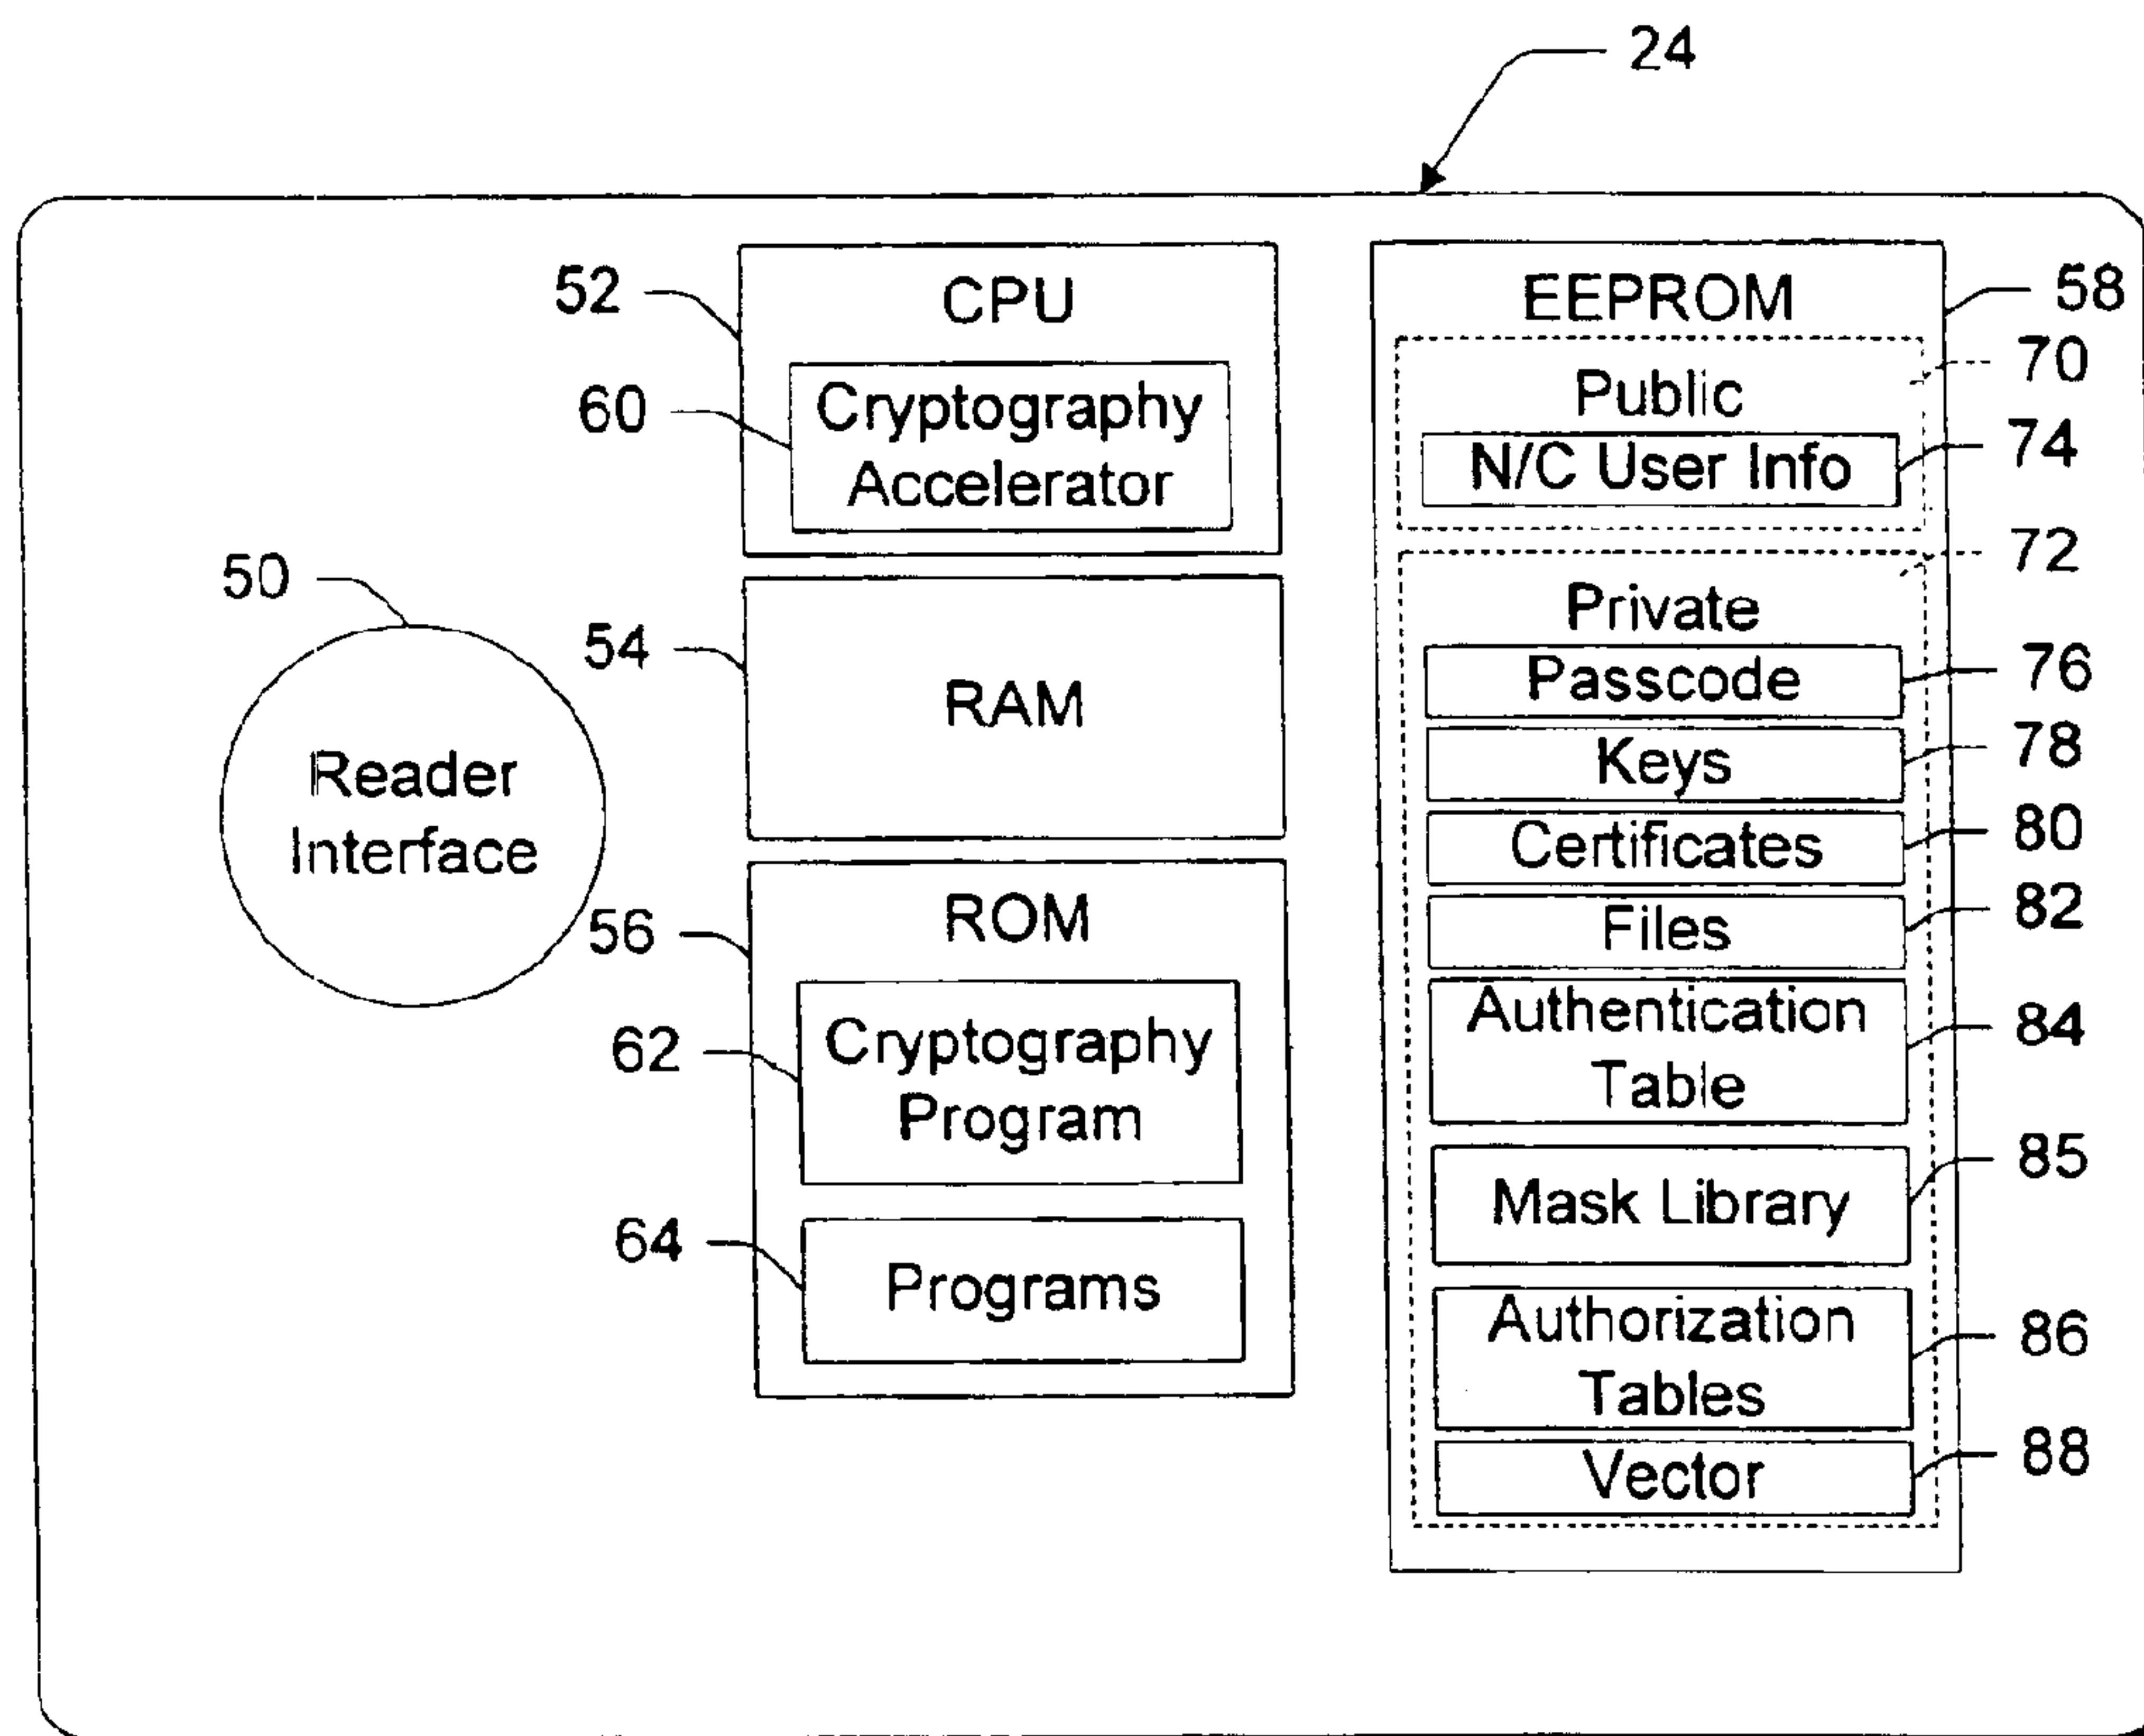 24
52
CPU
60
Cryptography
Accelerator
50
Reader
Interface
54
RAM
56
ROM
62
Cryptography
Program
64
Programs
EEPROM
58
Public
70
N/C User Info
74
Private
72
Passcode
76
Keys
78
Certificates
80
Files
82
Authentication
Table
84
Mask Library
85
Authorization
Tables
86
Vector
88